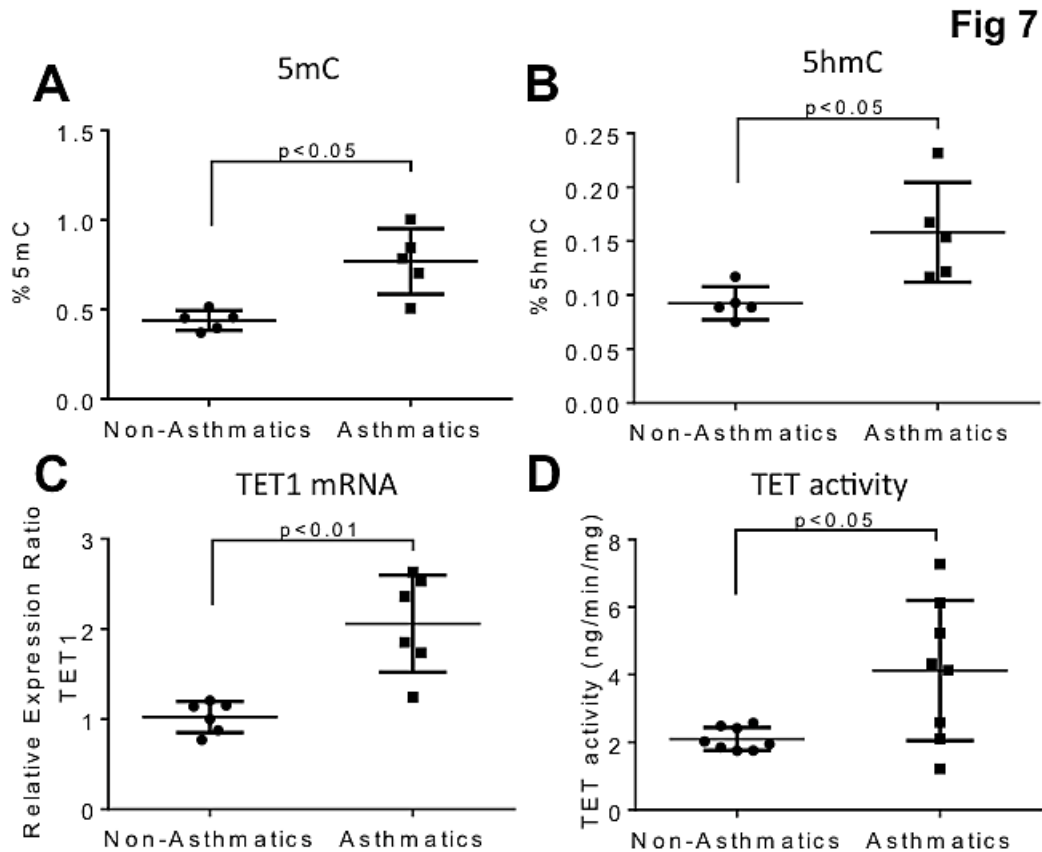 Fig 7
A
5mC
p<0.05
%5mC
1.5
1.0
0.5
0.0
Non-Asthmatics Asthmatics
B
5hmC
p<0.05
%5hmC
0.25
0.20
0.15
0.10
0.05
0.00
Non-Asthmatics Asthmatics
C
TET1 mRNA
p<0.01
Relative Expression Ratio
TET1
3
2
1
0
Non-Asthmatics Asthmatics
D
TET activity
p<0.05
TET activity (ng/min/mg)
8
6
4
2
0
Non-Asthmatics Asthmatics